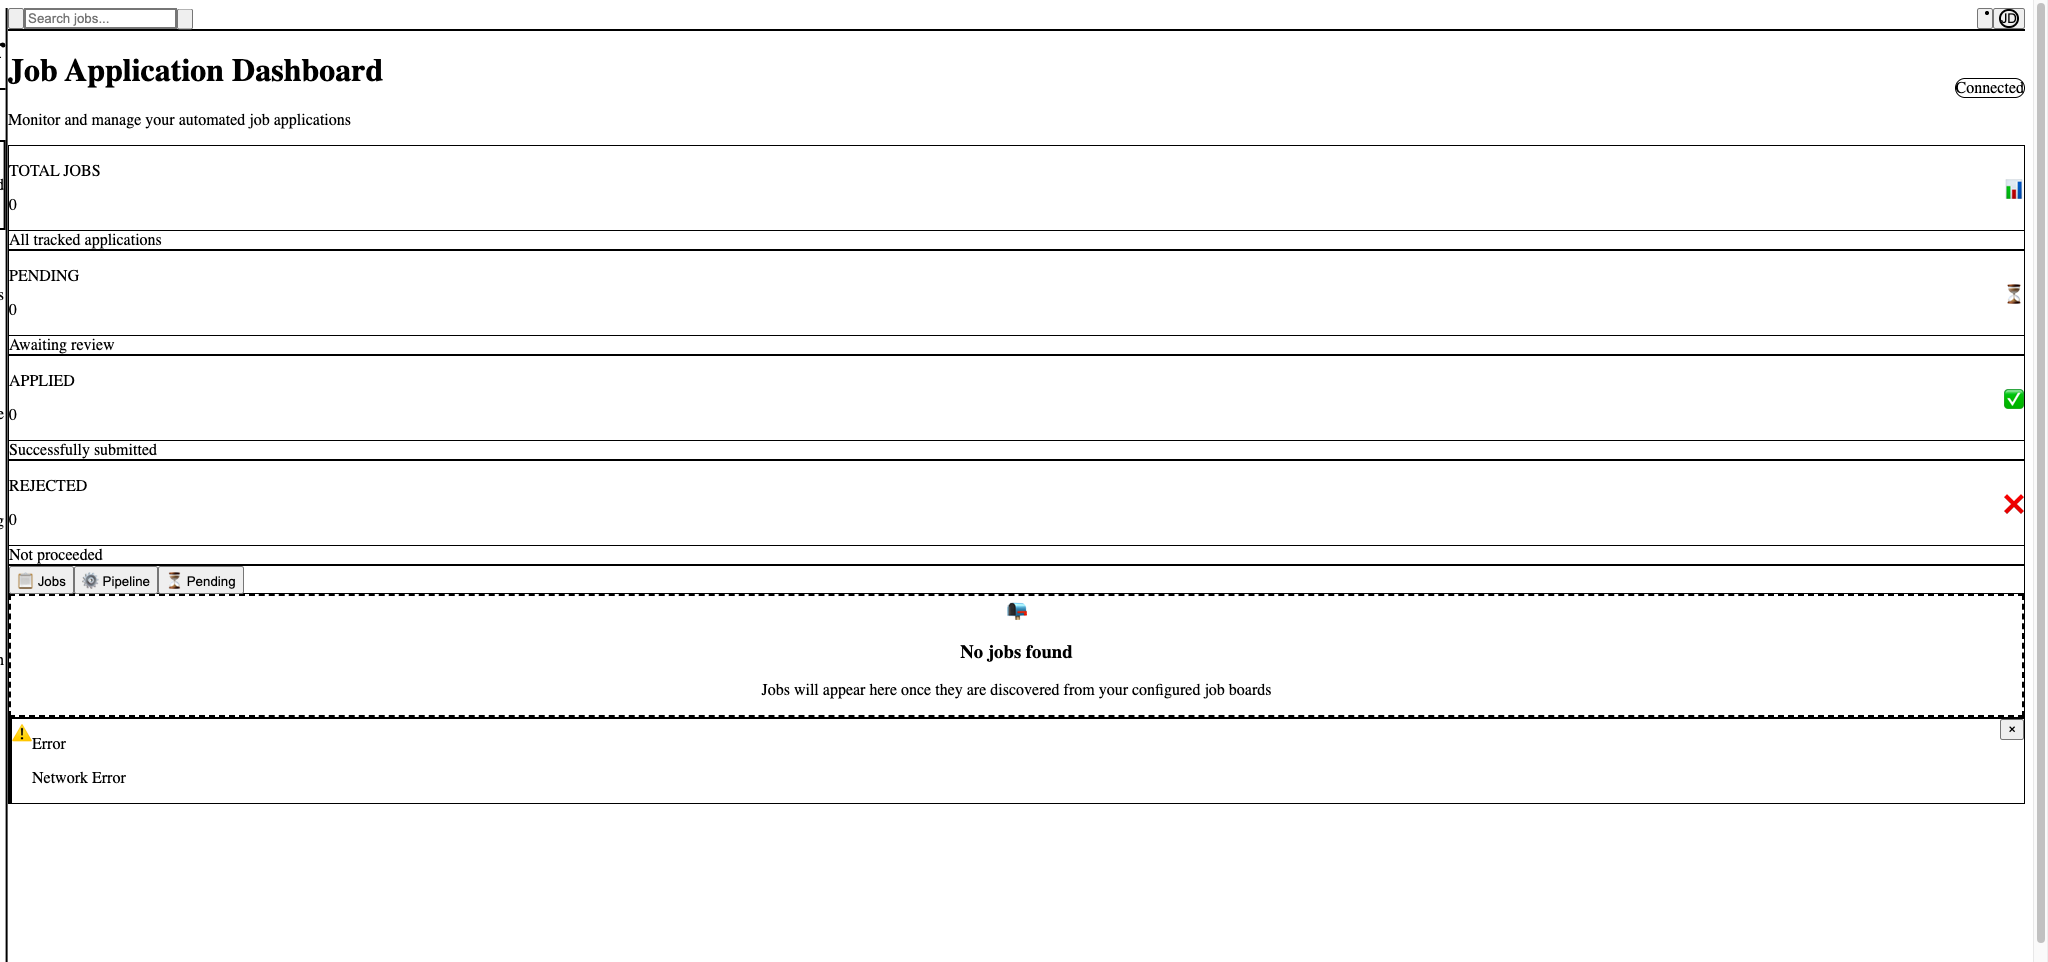 Search jobs...
JD
Job Application Dashboard
Connected
Monitor and manage your automated job applications
TOTAL JOBS
0
All tracked applications
PENDING
0
Awaiting review
APPLIED
0
Successfully submitted
REJECTED
0
Not proceeded
Jobs Pipeline Pending
No jobs found
Jobs will appear here once they are discovered from your configured job boards
Error
×
Network Error